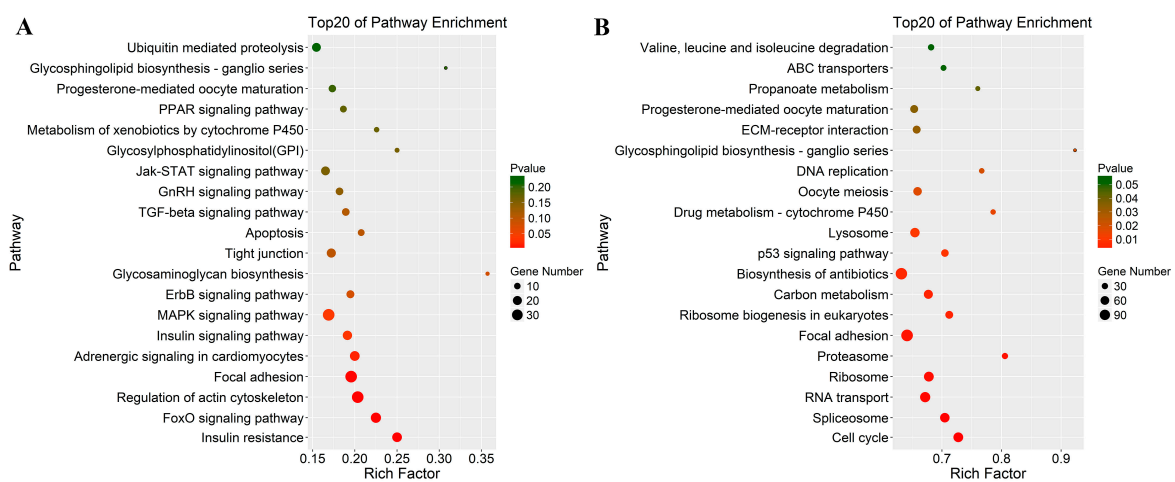 A
Top20 of Pathway Enrichment
Pathway
Ubiquitin mediated proteolysis
Glycosphingolipid biosynthesis - ganglio series
Progesterone-mediated oocyte maturation
PPAR signaling pathway
Metabolism of xenobiotics by cytochrome P450
Glycosylphosphatidylinositol(GPI)
Jak-STAT signaling pathway
GnRH signaling pathway
TGF-beta signaling pathway
Apoptosis
Tight junction
Glycosaminoglycan biosynthesis
ErbB signaling pathway
MAPK signaling pathway
Insulin signaling pathway
Adrenergic signaling in cardiomyocytes
Focal adhesion
Regulation of actin cytoskeleton
FoxO signaling pathway
Insulin resistance
0.15 0.20 0.25 0.30 0.35
Rich Factor
Pvalue
0.20
0.15
0.10
0.05
Gene Number
10
20
30
B
Top20 of Pathway Enrichment
Pathway
Valine, leucine and isoleucine degradation
ABC transporters
Propanoate metabolism
Progesterone-mediated oocyte maturation
ECM-receptor interaction
Glycosphingolipid biosynthesis - ganglio series
DNA replication
Oocyte meiosis
Drug metabolism - cytochrome P450
Lysosome
p53 signaling pathway
Biosynthesis of antibiotics
Carbon metabolism
Ribosome biogenesis in eukaryotes
Focal adhesion
Proteasome
Ribosome
RNA transport
Spliceosome
Cell cycle
0.7 0.8 0.9
Rich Factor
Pvalue
0.05
0.04
0.03
0.02
0.01
Gene Number
30
60
90